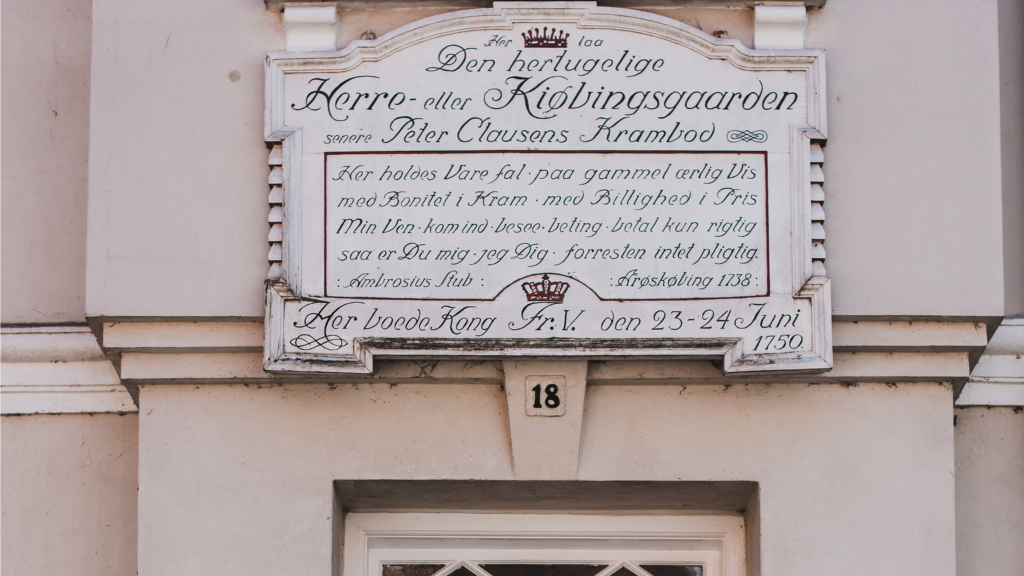 Her laa
Den hertugelige
Herre- eller Kiøbingsgaarden
senere Peter Clausens Krambod
Her holdes Vare fal · paa gammel ærlig Vis
med Bonitet i Kram · med Billighed i Pris
Min Ven · kom ind · besee · beting · betal kun rigtig
saa er Du mig · jeg Dig · forresten intet pligtig.
: Ambrosius Stub : : Ærøskøbing 1738 :
Her boede Kong Fr: V. den 23-24 Juni
1750.
18